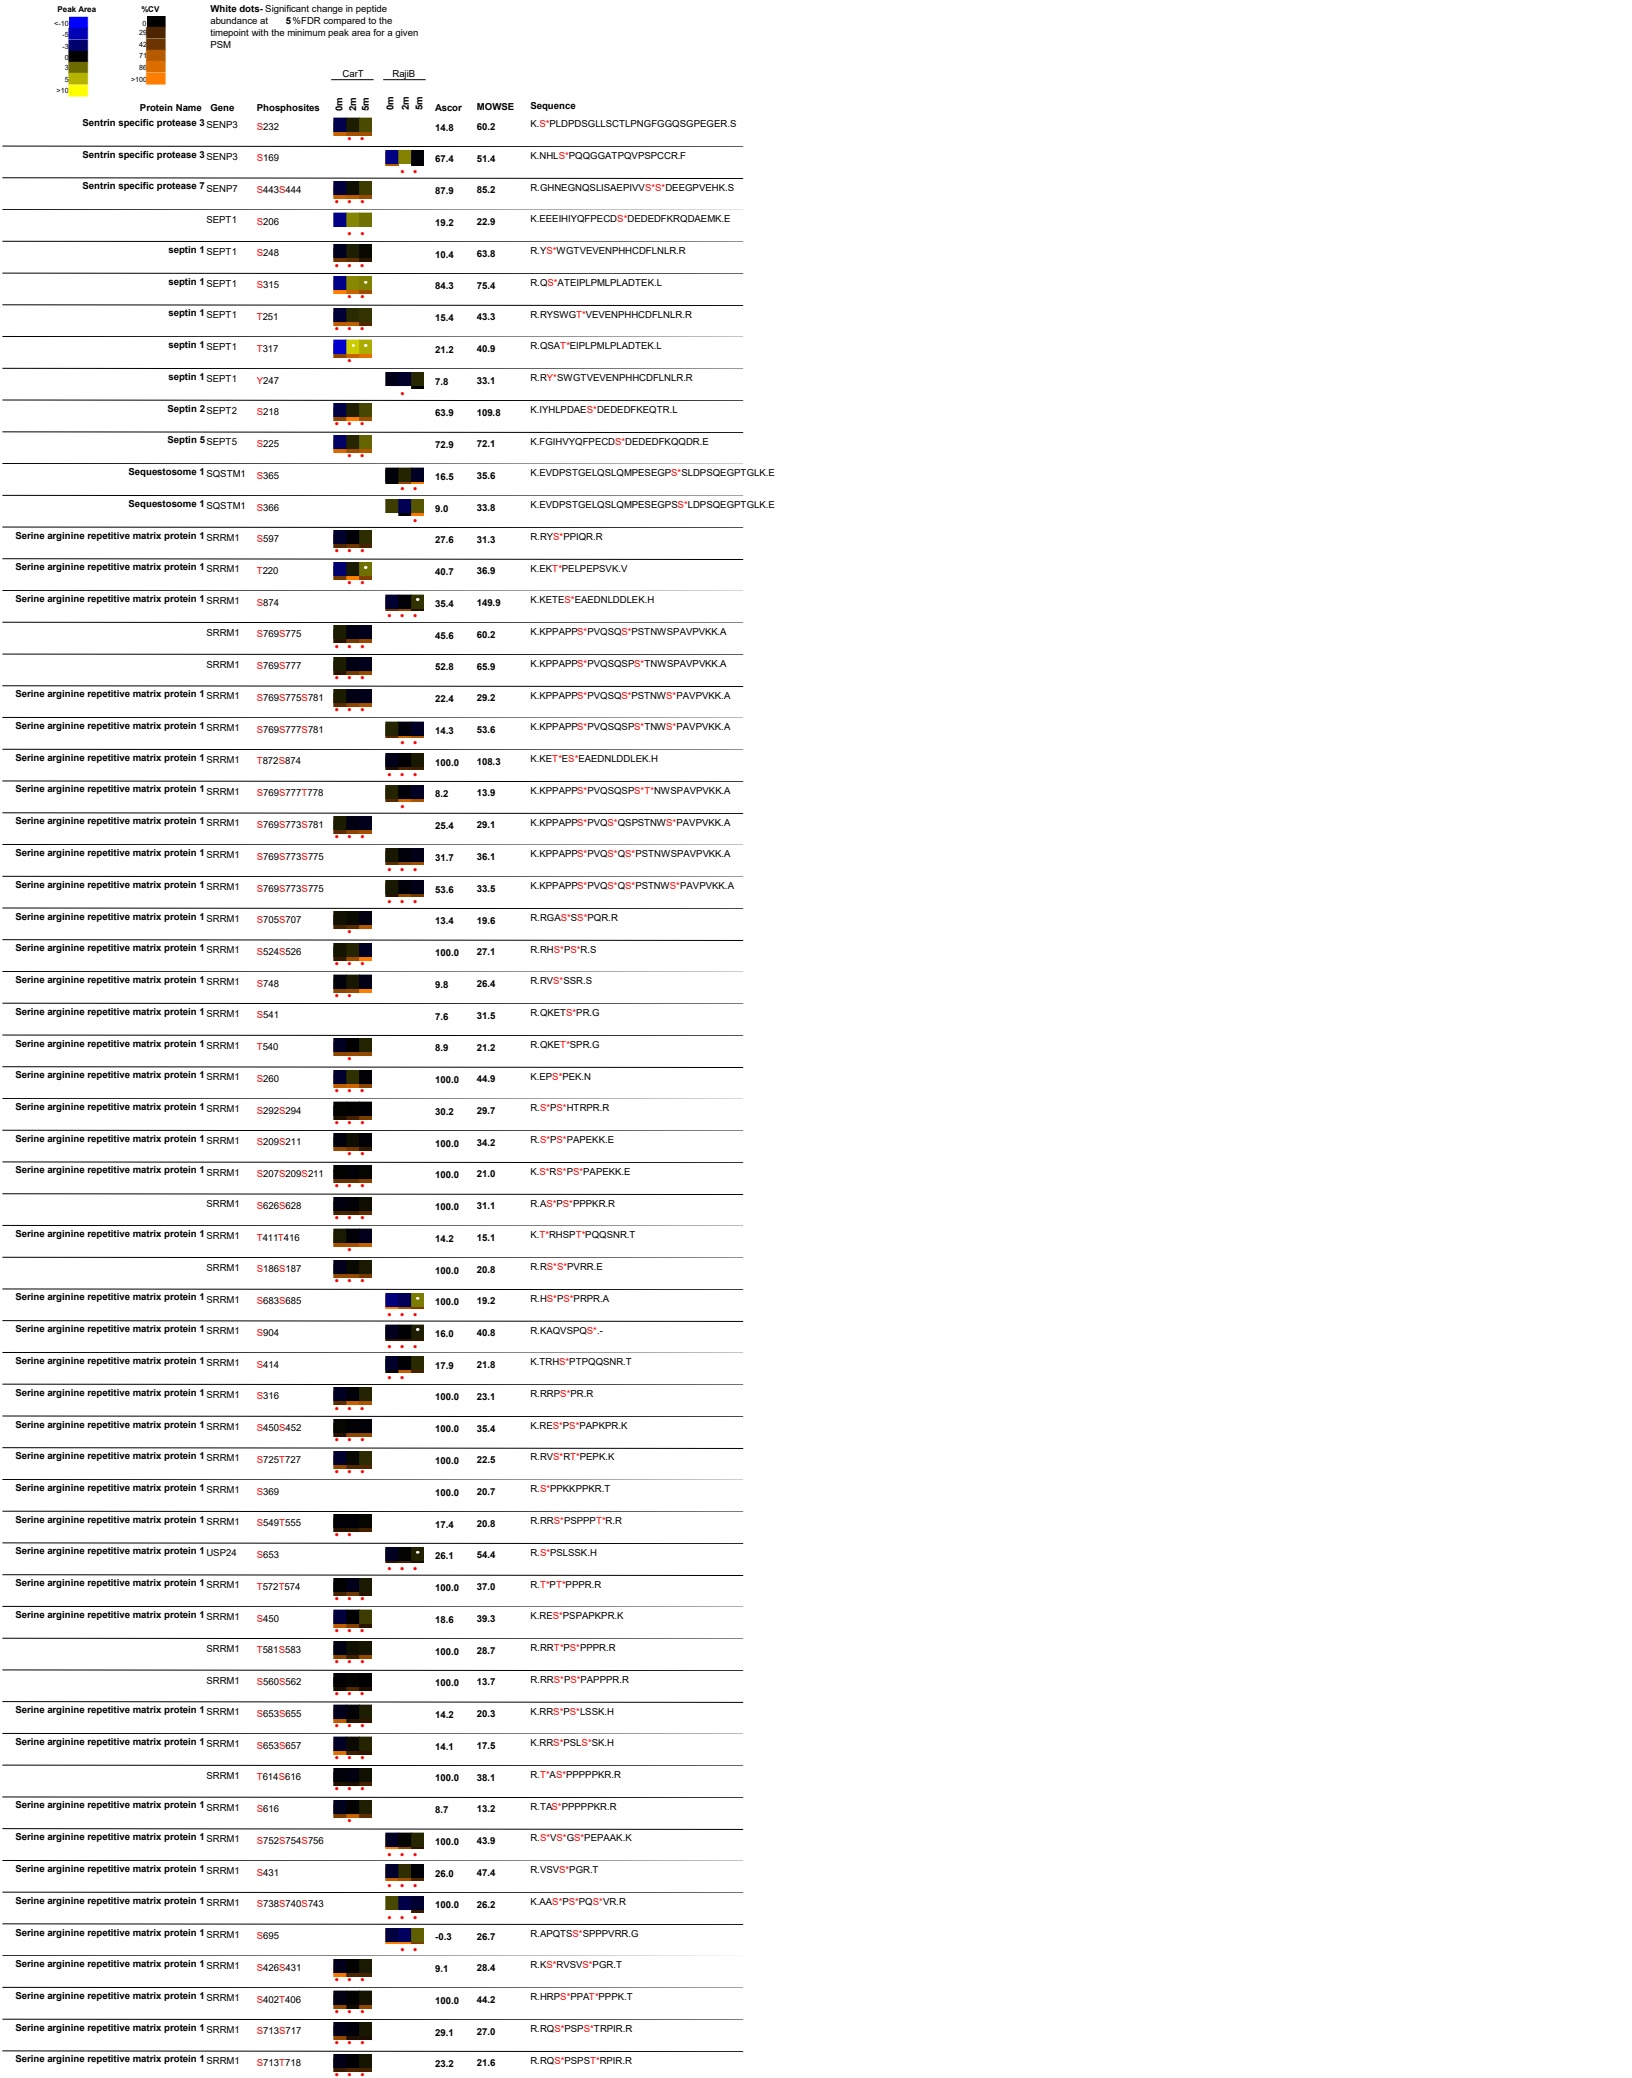 Peak Area
<-10
-5
-3
0
3
5
>10
%CV
0
29
42
71
86
>100
White dots- Significant change in peptide
abundance at 5 %FDR compared to the
timepoint with the minimum peak area for a given
PSM
CarT RajiB
Protein Name Gene Phosphosites 0m 2m 5m 0m 2m 5m Ascor MOWSE Sequence
Sentrin specific protease 3 SENP3 S232 14.8 60.2 K.S*PLDPDSGLLSCTLPNGFGGQSGPEGER.S
Sentrin specific protease 3 SENP3 S169 67.4 51.4 K.NHLS*PQQGGATPQVPSPCCR.F
Sentrin specific protease 7 SENP7 S443S444 87.9 85.2 R.GHNEGNQSLISAEPIVVS*S*DEEGPVEHK.S
SEPT1 S206 19.2 22.9 K.EEEIHIYQFPECDS*DEDEDFKRQDAEMK.E
septin 1 SEPT1 S248 10.4 63.8 R.YS*WGTVEVENPHHCDFLNLR.R
septin 1 SEPT1 S315 84.3 75.4 R.QS*ATEIPLPMLPLADTEK.L
septin 1 SEPT1 T251 15.4 43.3 R.RYSWGT*VEVENPHHCDFLNLR.R
septin 1 SEPT1 T317 21.2 40.9 R.QSAT*EIPLPMLPLADTEK.L
septin 1 SEPT1 Y247 7.8 33.1 R.RY*SWGTVEVENPHHCDFLNLR.R
Septin 2 SEPT2 S218 63.9 109.8 K.IYHLPDAES*DEDEDFKEQTR.L
Septin 5 SEPT5 S225 72.9 72.1 K.FGIHVYQFPECDS*DEDEDFKQQDR.E
Sequestosome 1 SQSTM1 S365 16.5 35.6 K.EVDPSTGELQSLQMPESEGPS*SLDPSQEGPTGLK.E
Sequestosome 1 SQSTM1 S366 9.0 33.8 K.EVDPSTGELQSLQMPESEGPSS*LDPSQEGPTGLK.E
Serine arginine repetitive matrix protein 1 SRRM1 S597 27.6 31.3 R.RYS*PPIQR.R
Serine arginine repetitive matrix protein 1 SRRM1 T220 40.7 36.9 K.EKT*PELPEPSVK.V
Serine arginine repetitive matrix protein 1 SRRM1 S874 35.4 149.9 K.KETES*EAEDNLDDLEK.H
SRRM1 S769S775 45.6 60.2 K.KPPAPPS*PVQSQS*PSTNWSPAVPVKK.A
SRRM1 S769S777 52.8 65.9 K.KPPAPPS*PVQSQSPS*TNWSPAVPVKK.A
Serine arginine repetitive matrix protein 1 SRRM1 S769S775S781 22.4 29.2 K.KPPAPPS*PVQSQS*PSTNWS*PAVPVKK.A
Serine arginine repetitive matrix protein 1 SRRM1 S769S777S781 14.3 53.6 K.KPPAPPS*PVQSQSPS*TNWS*PAVPVKK.A
Serine arginine repetitive matrix protein 1 SRRM1 T872S874 100.0 108.3 K.KET*ES*EAEDNLDDLEK.H
Serine arginine repetitive matrix protein 1 SRRM1 S769S777T778 8.2 13.9 K.KPPAPPS*PVQSQSPS*T*NWSPAVPVKK.A
Serine arginine repetitive matrix protein 1 SRRM1 S769S773S781 25.4 29.1 K.KPPAPPS*PVQS*QSPSTNWS*PAVPVKK.A
Serine arginine repetitive matrix protein 1 SRRM1 S769S773S775 31.7 36.1 K.KPPAPPS*PVQS*QS*PSTNWSPAVPVKK.A
Serine arginine repetitive matrix protein 1 SRRM1 S769S773S775 53.6 33.5 K.KPPAPPS*PVQS*QS*PSTNWS*PAVPVKK.A
Serine arginine repetitive matrix protein 1 SRRM1 S705S707 13.4 19.6 R.RGAS*SS*PQR.R
Serine arginine repetitive matrix protein 1 SRRM1 S524S526 100.0 27.1 R.RHS*PS*R.S
Serine arginine repetitive matrix protein 1 SRRM1 S748 9.8 26.4 R.RVS*SSR.S
Serine arginine repetitive matrix protein 1 SRRM1 S541 7.6 31.5 R.QKETS*PR.G
Serine arginine repetitive matrix protein 1 SRRM1 T540 8.9 21.2 R.QKET*SPR.G
Serine arginine repetitive matrix protein 1 SRRM1 S260 100.0 44.9 K.EPS*PEK.N
Serine arginine repetitive matrix protein 1 SRRM1 S292S294 30.2 29.7 R.S*PS*HTRPR.R
Serine arginine repetitive matrix protein 1 SRRM1 S209S211 100.0 34.2 R.S*PS*PAPEKK.E
Serine arginine repetitive matrix protein 1 SRRM1 S207S209S211 100.0 21.0 K.S*RS*PS*PAPEKK.E
SRRM1 S626S628 100.0 31.1 R.AS*PS*PPPKR.R
Serine arginine repetitive matrix protein 1 SRRM1 T411T416 14.2 15.1 K.T*RHSPT*PQQSNR.T
SRRM1 S186S187 100.0 20.8 R.RS*S*PVRR.E
Serine arginine repetitive matrix protein 1 SRRM1 S683S685 100.0 19.2 R.HS*PS*PRPR.A
Serine arginine repetitive matrix protein 1 SRRM1 S904 16.0 40.8 R.KAQVSPQS*.-
Serine arginine repetitive matrix protein 1 SRRM1 S414 17.9 21.8 K.TRHS*PTPQQSNR.T
Serine arginine repetitive matrix protein 1 SRRM1 S316 100.0 23.1 R.RRPS*PR.R
Serine arginine repetitive matrix protein 1 SRRM1 S450S452 100.0 35.4 K.RES*PS*PAPKPR.K
Serine arginine repetitive matrix protein 1 SRRM1 S725T727 100.0 22.5 R.RVS*RT*PEPK.K
Serine arginine repetitive matrix protein 1 SRRM1 S369 100.0 20.7 R.S*PPKKPPKR.T
Serine arginine repetitive matrix protein 1 SRRM1 S549T555 17.4 20.8 R.RRS*PSPPPT*R.R
Serine arginine repetitive matrix protein 1 USP24 S653 26.1 54.4 R.S*PSLSSK.H
Serine arginine repetitive matrix protein 1 SRRM1 T572T574 100.0 37.0 R.T*PT*PPPR.R
Serine arginine repetitive matrix protein 1 SRRM1 S450 18.6 39.3 K.RES*PSPAPKPR.K
SRRM1 T581S583 100.0 28.7 R.RRT*PS*PPPR.R
SRRM1 S560S562 100.0 13.7 R.RRS*PS*PAPPPR.R
Serine arginine repetitive matrix protein 1 SRRM1 S653S655 14.2 20.3 K.RRS*PS*LSSK.H
Serine arginine repetitive matrix protein 1 SRRM1 S653S657 14.1 17.5 K.RRS*PSLS*SK.H
SRRM1 T614S616 100.0 38.1 R.T*AS*PPPPPKR.R
Serine arginine repetitive matrix protein 1 SRRM1 S616 8.7 13.2 R.TAS*PPPPPKR.R
Serine arginine repetitive matrix protein 1 SRRM1 S752S754S756 100.0 43.9 R.S*VS*GS*PEPAAK.K
Serine arginine repetitive matrix protein 1 SRRM1 S431 26.0 47.4 R.VSVS*PGR.T
Serine arginine repetitive matrix protein 1 SRRM1 S738S740S743 100.0 26.2 K.AAS*PS*PQS*VR.R
Serine arginine repetitive matrix protein 1 SRRM1 S695 -0.3 26.7 R.APQTSS*SPPPVRR.G
Serine arginine repetitive matrix protein 1 SRRM1 S426S431 9.1 28.4 R.KS*RVSVS*PGR.T
Serine arginine repetitive matrix protein 1 SRRM1 S402T406 100.0 44.2 R.HRPS*PPAT*PPPK.T
Serine arginine repetitive matrix protein 1 SRRM1 S713S717 29.1 27.0 R.RQS*PSPS*TRPIR.R
Serine arginine repetitive matrix protein 1 SRRM1 S713T718 23.2 21.6 R.RQS*PSPST*RPIR.R